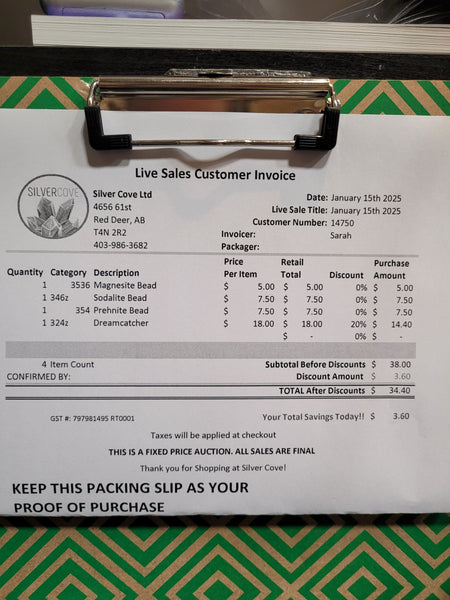 Live Sales Customer Invoice
SILVERCOVE
Silver Cove Ltd
4656 61st
Red Deer, AB
T4N 2R2
403-986-3682
Date: January 15th 2025
Live Sale Title: January 15th 2025
Customer Number: 14750
Invoicer: Sarah
Packager:
Quantity Category Description Price Per Item Retail Total Discount Purchase Amount
1 3536 Magnesite Bead $ 5.00 $ 5.00 0% $ 5.00
1 346z Sodalite Bead $ 7.50 $ 7.50 0% $ 7.50
1 354 Prehnite Bead $ 7.50 $ 7.50 0% $ 7.50
1 324z Dreamcatcher $ 18.00 $ 18.00 20% $ 14.40
$ - 0% $ -
4 Item Count Subtotal Before Discounts $ 38.00
CONFIRMED BY: Discount Amount $ 3.60
TOTAL After Discounts $ 34.40
GST #: 797981495 RT0001 Your Total Savings Today!! $ 3.60
Taxes will be applied at checkout
THIS IS A FIXED PRICE AUCTION. ALL SALES ARE FINAL
Thank you for Shopping at Silver Cove!
KEEP THIS PACKING SLIP AS YOUR
PROOF OF PURCHASE